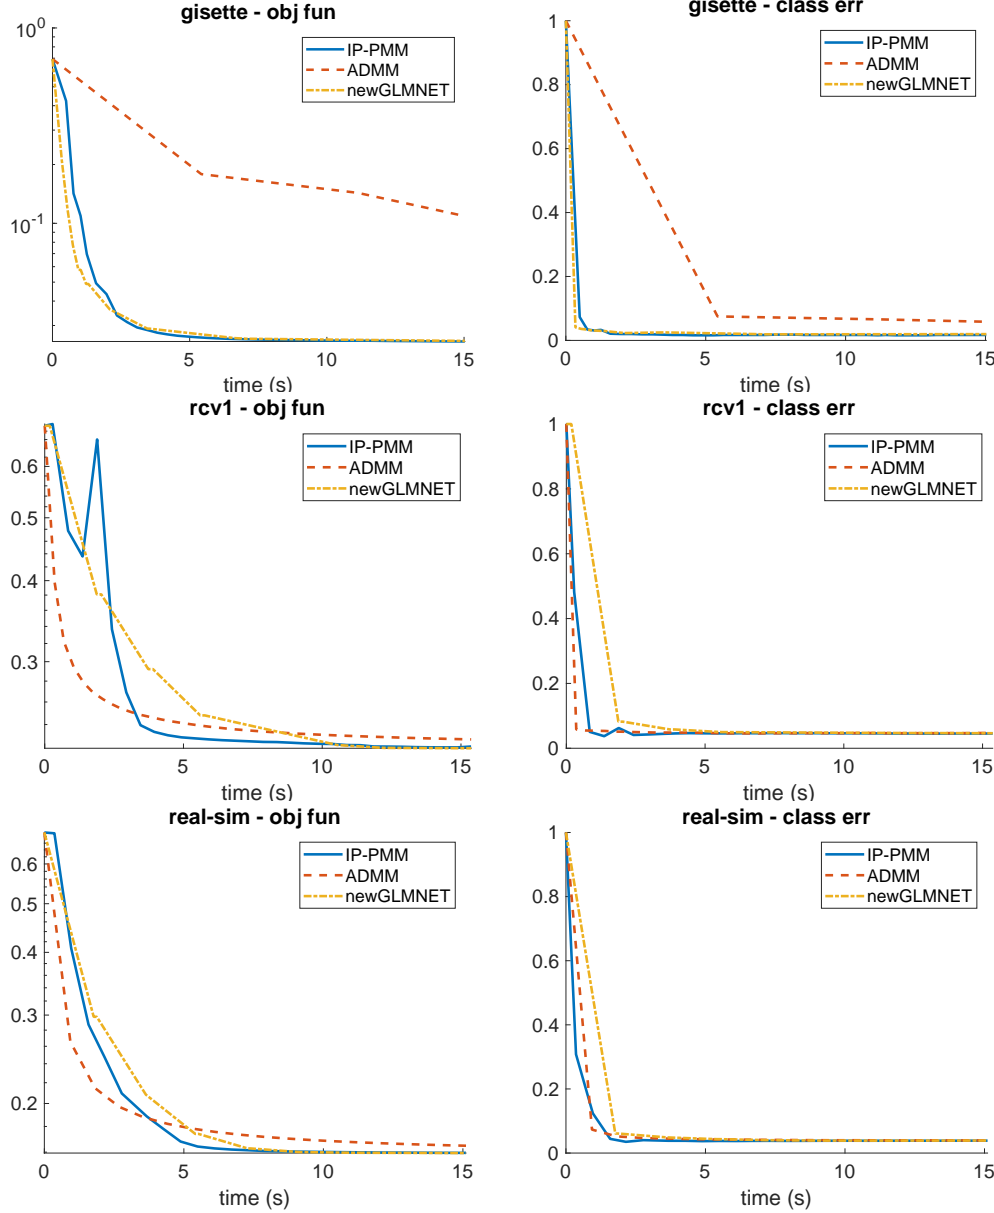 gisette - obj fun
10^0
10^-1
IP-PMM
ADMM
newGLMNET
0 5 10 15
time (s)
gisette - class err
1
0.8
0.6
0.4
0.2
0
IP-PMM
ADMM
newGLMNET
0 5 10 15
time (s)
rcv1 - obj fun
0.6
0.5
0.4
0.3
IP-PMM
ADMM
newGLMNET
0 5 10 15
time (s)
rcv1 - class err
1
0.8
0.6
0.4
0.2
0
IP-PMM
ADMM
newGLMNET
0 5 10 15
time (s)
real-sim - obj fun
0.6
0.5
0.4
0.3
0.2
IP-PMM
ADMM
newGLMNET
0 5 10 15
time (s)
real-sim - class err
1
0.8
0.6
0.4
0.2
0
IP-PMM
ADMM
newGLMNET
0 5 10 15
time (s)